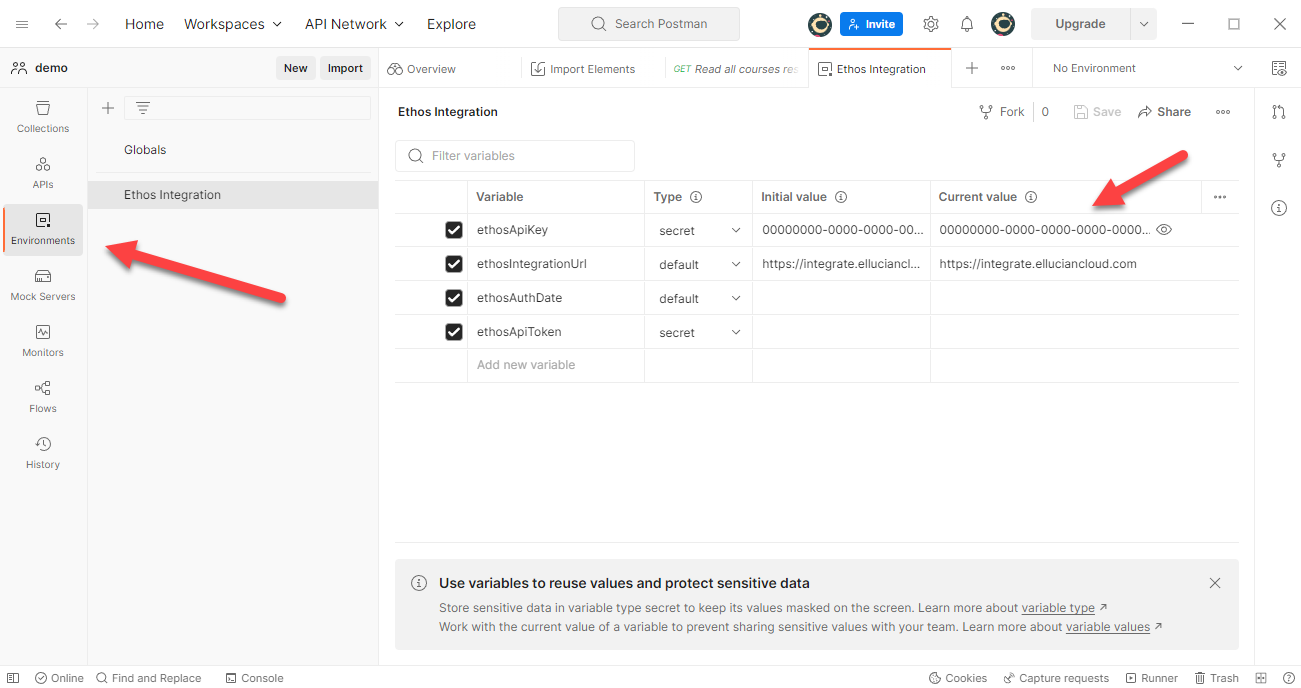 Home Workspaces API Network Explore Search Postman Invite Upgrade
demo New Import Overview Import Elements GET Read all courses res Ethos Integration No Environment
Collections
APIs
Environments
Mock Servers
Monitors
Flows
History
Globals
Ethos Integration
Ethos Integration Fork 0 Save Share
Filter variables
Variable Type Initial value Current value
ethosApiKey secret 00000000-0000-0000-00... 00000000-0000-0000-0000-0000...
ethosIntegrationUrl default https://integrate.elluciancl... https://integrate.elluciancloud.com
ethosAuthDate default
ethosApiToken secret
Add new variable
Use variables to reuse values and protect sensitive data
Store sensitive data in variable type secret to keep its values masked on the screen. Learn more about variable type
Work with the current value of a variable to prevent sharing sensitive values with your team. Learn more about variable values
Online Find and Replace Console Cookies Capture requests Runner Trash